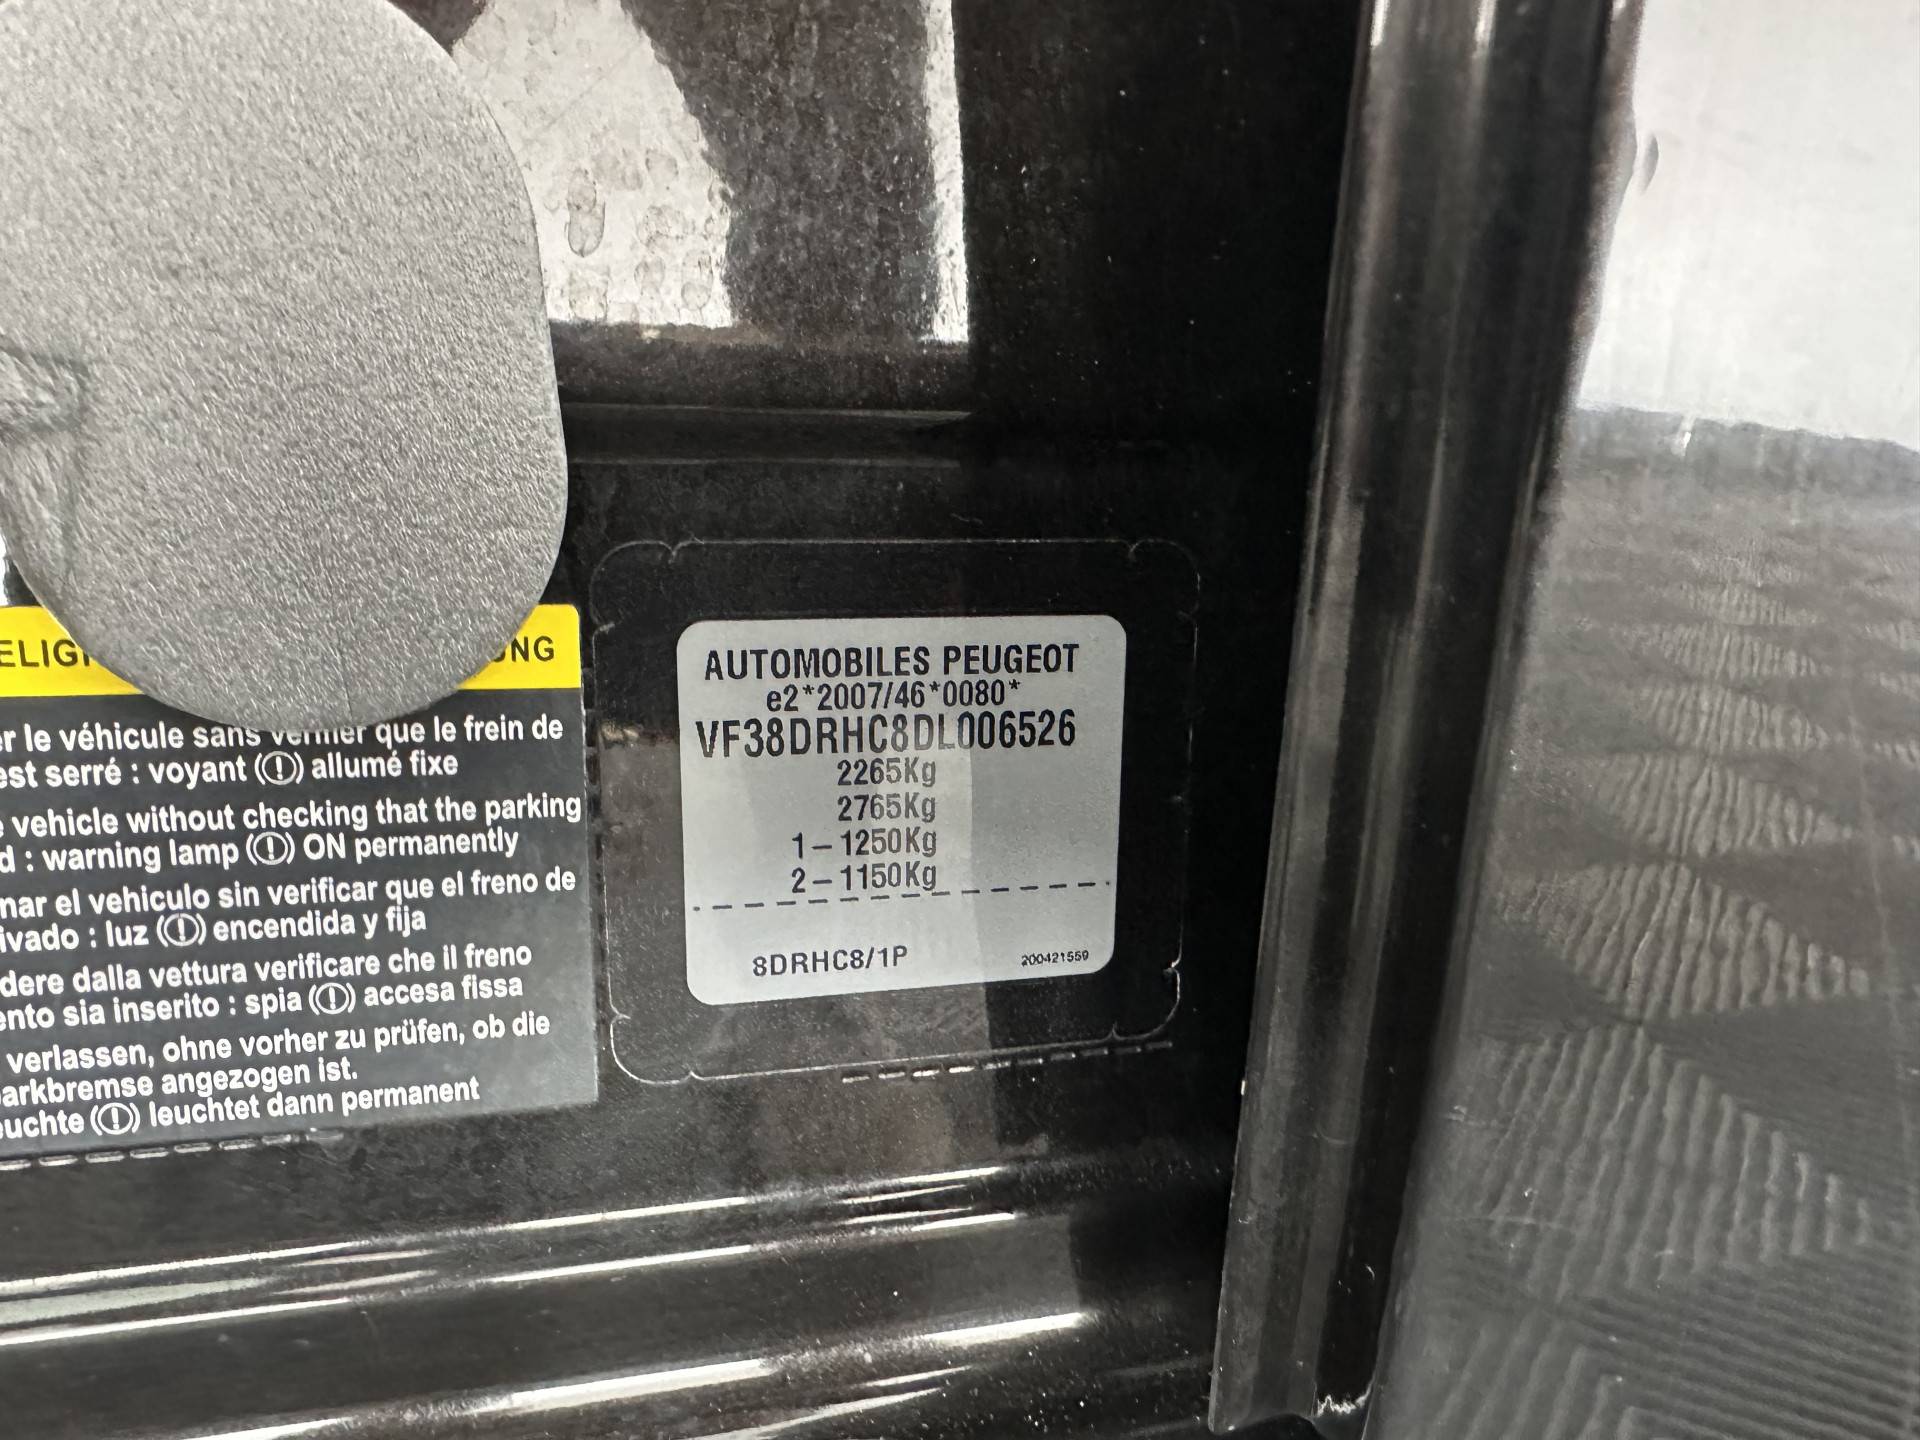 ELIG
UNG
er le véhicule sans vérifier que le frein de
est serré : voyant (!) allumé fixe
e vehicle without checking that the parking
d : warning lamp (!) ON permanently
nar el vehiculo sin verificar que el freno de
ivado : luz (!) encendida y fija
dere dalla vettura verificare che il freno
ento sia inserito : spia (!) accesa fissa
verlassen, ohne vorher zu prüfen, ob die
arkbremse angezogen ist.
euchte (!) leuchtet dann permanent
AUTOMOBILES PEUGEOT
e2*2007/46*0080*
VF38DRHC8DL006526
2265Kg
2765Kg
1-1250Kg
2-1150Kg
8DRHC8/1P
200421559